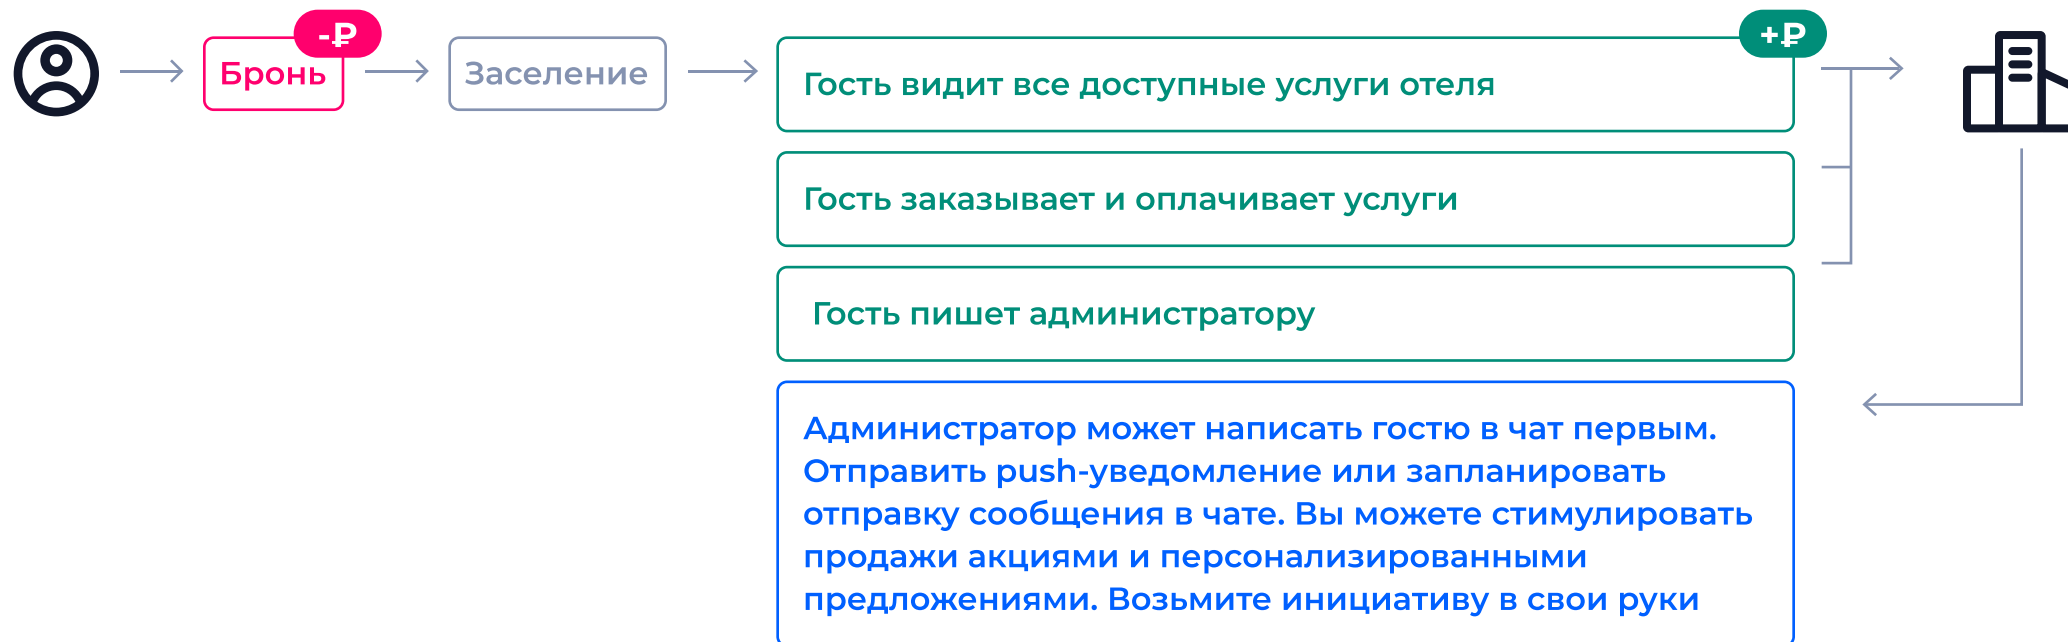 -₽
Бронь
Заселение
+₽
Гость видит все доступные услуги отеля
Гость заказывает и оплачивает услуги
Гость пишет администратору
Администратор может написать гостю в чат первым.
Отправить push-уведомление или запланировать
отправку сообщения в чате. Вы можете стимулировать
продажи акциями и персонализированными
предложениями. Возьмите инициативу в свои руки